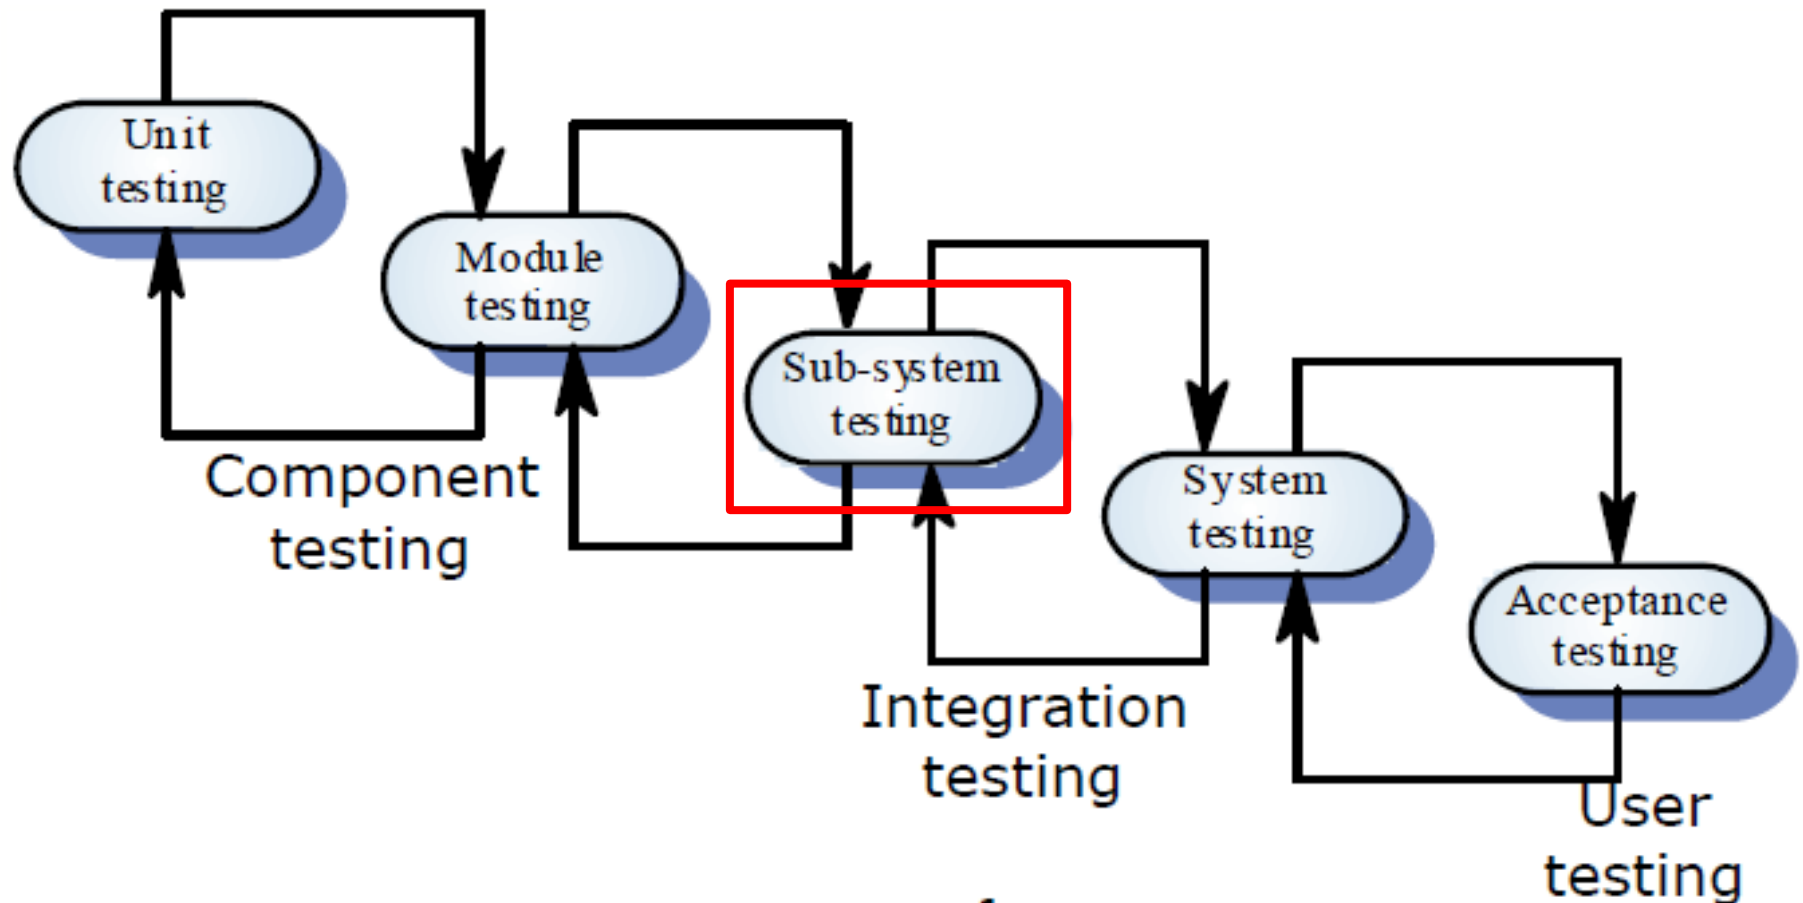 Unit
testing
Module
testing
Sub-system
testing
System
testing
Acceptance
testing
Component
testing
Integration
testing
User
testing